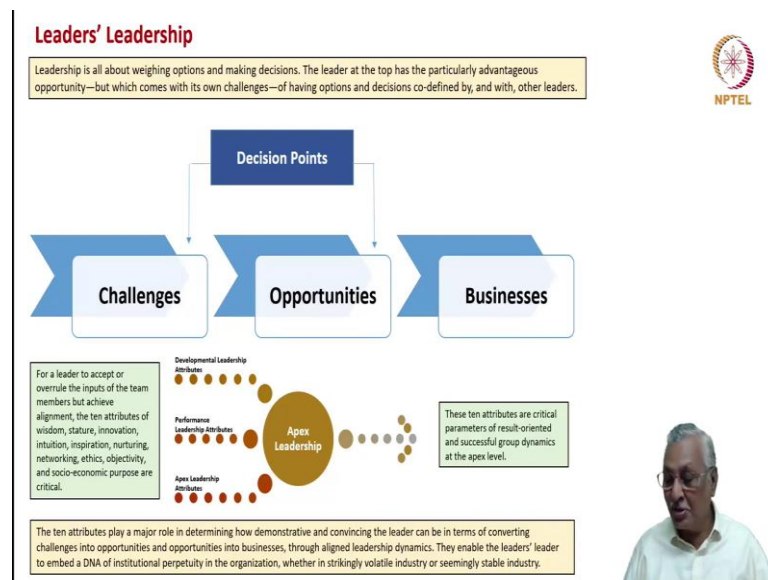 Leaders' Leadership
Leadership is all about weighing options and making decisions. The leader at the top has the particularly advantageous
opportunity—but which comes with its own challenges—of having options and decisions co-defined by, and with, other leaders.
NPTEL
Decision Points
Challenges
Opportunities
Businesses
For a leader to accept or
overrule the inputs of the team
members but achieve
alignment, the ten attributes of
wisdom, stature, innovation,
intuition, inspiration, nurturing,
networking, ethics, objectivity,
and socio-economic purpose are
critical.
Developmental Leadership
Attributes
Performance
Leadership Attributes
Apex Leadership
Attributes
Apex
Leadership
These ten attributes are critical
parameters of result-oriented
and successful group dynamics
at the apex level.
The ten attributes play a major role in determining how demonstrative and convincing the leader can be in terms of converting
challenges into opportunities and opportunities into businesses, through aligned leadership dynamics. They enable the leaders' leader
to embed a DNA of institutional perpetuity in the organization, whether in strikingly volatile industry or seemingly stable industry.